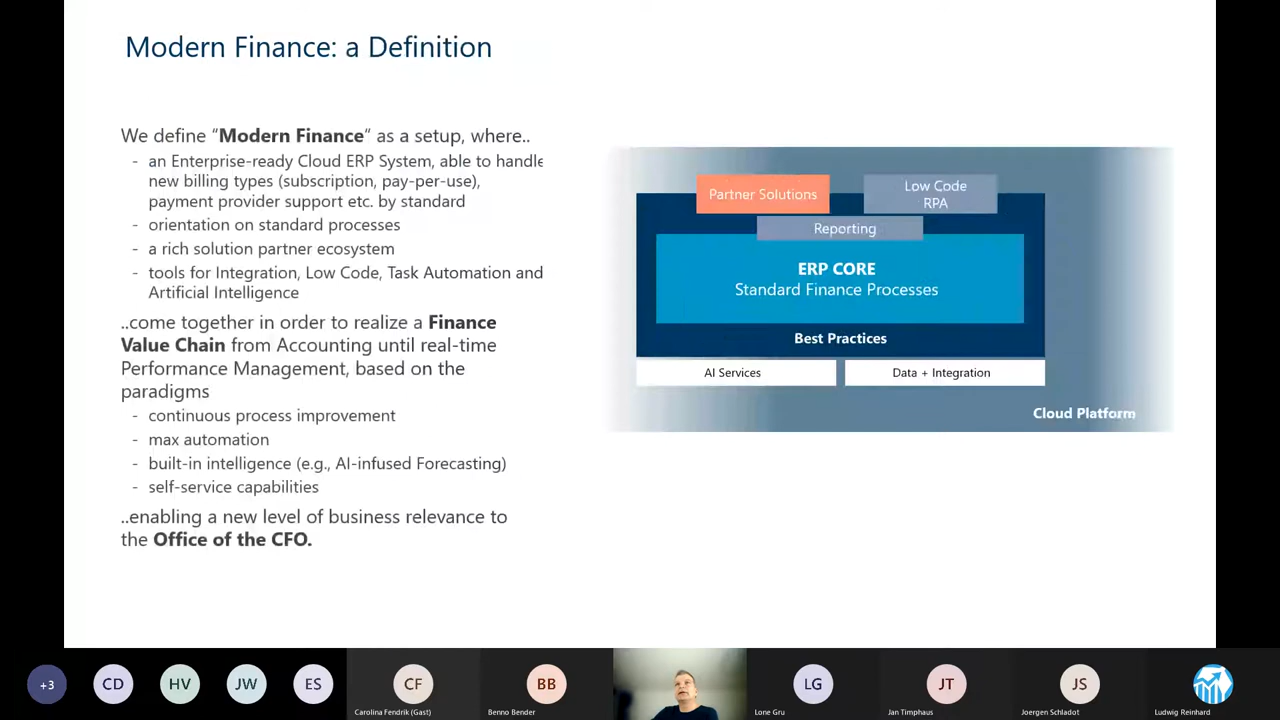 Modern Finance: a Definition
We define “Modern Finance“ as a setup, where..
- an Enterprise-ready Cloud ERP System, able to handle
new billing types (subscription, pay-per-use),
payment provider support etc. by standard
- orientation on standard processes
- a rich solution partner ecosystem
- tools for Integration, Low Code, Task Automation and
Artificial Intelligence
..come together in order to realize a Finance
Value Chain from Accounting until real-time
Performance Management, based on the
paradigms
- continuous process improvement
- max automation
- built-in intelligence (e.g., AI-infused Forecasting)
- self-service capabilities
..enabling a new level of business relevance to
the Office of the CFO.
Partner Solutions
Low Code
RPA
Reporting
ERP CORE
Standard Finance Processes
Best Practices
AI Services
Data + Integration
Cloud Platform
+3
CD
HV
JW
ES
CF
BB
LG
JT
JS
Carolina Fendrik (Gast)
Benno Bender
Lone Gru
Jan Timphaus
Joergen Schladot
Ludwig Reinhard